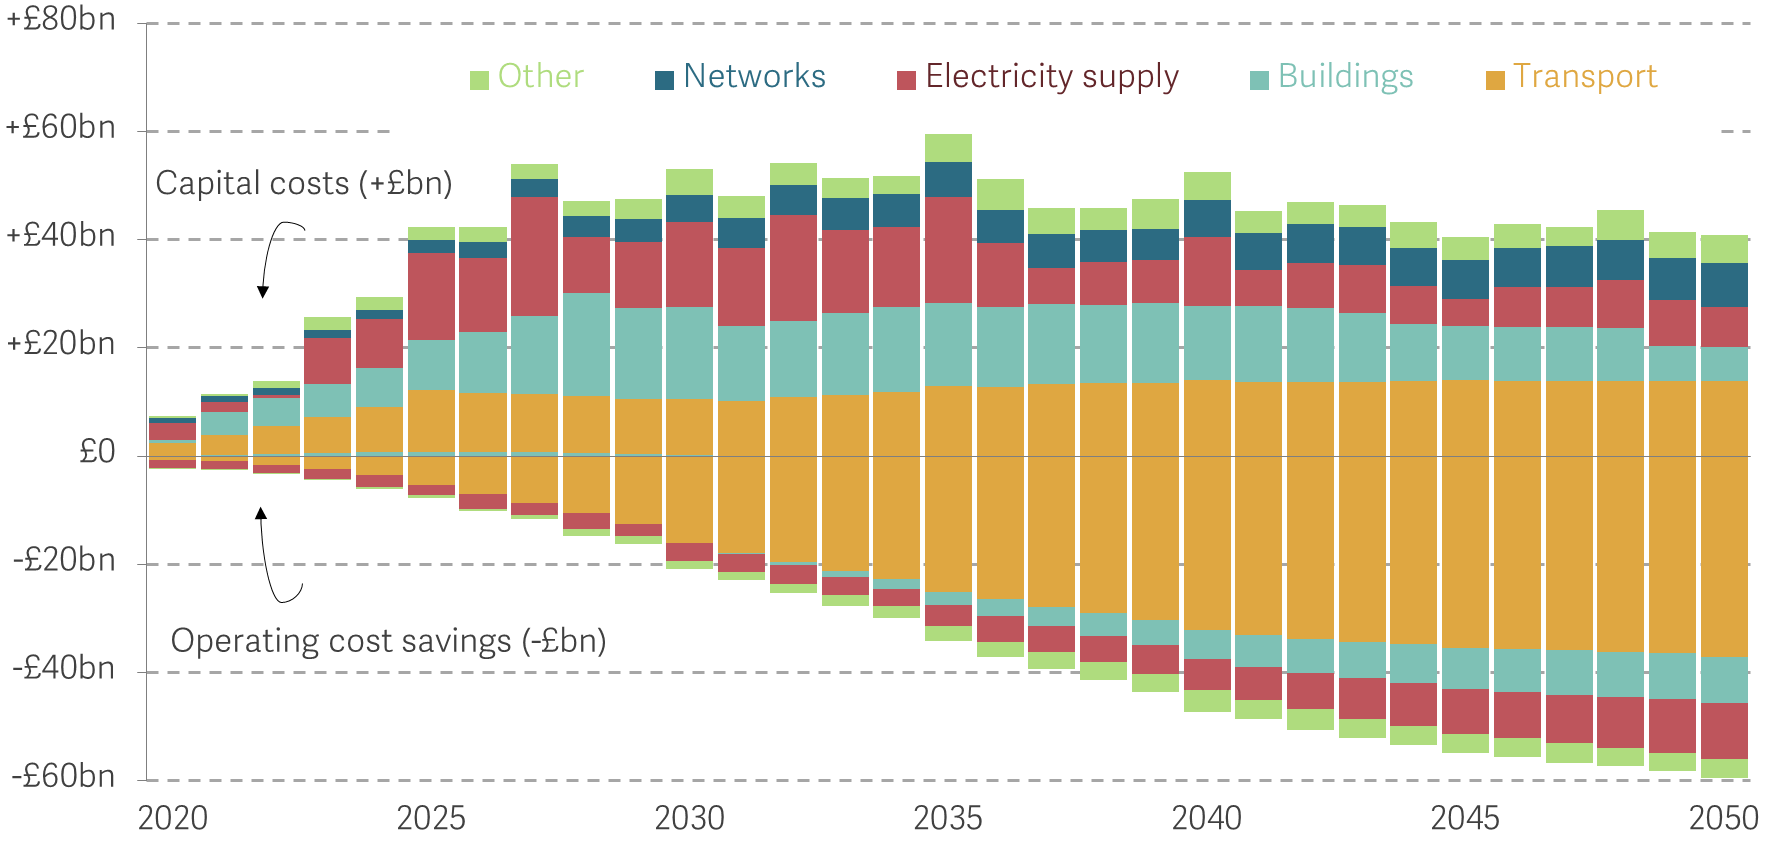 +£80bn
Other Networks Electricity supply Buildings Transport
+£60bn
Capital costs (+£bn)
+£40bn
+£20bn
£0
-£20bn
Operating cost savings (-£bn)
-£40bn
-£60bn
2020 2025 2030 2035 2040 2045 2050